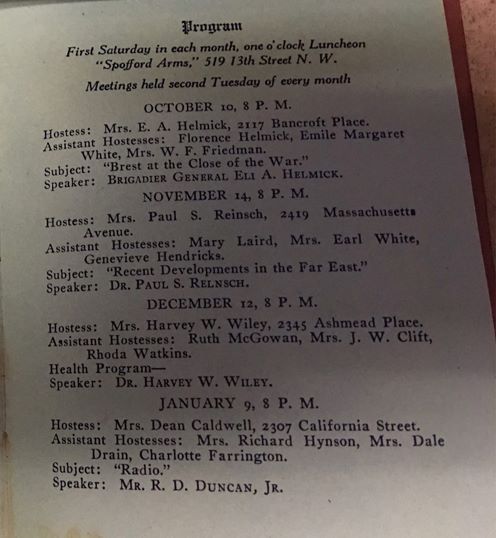 Program
First Saturday in each month, one o'clock Luncheon
"Spofford Arms," 519 13th Street N. W.
Meetings held second Tuesday of every month
OCTOBER 10, 8 P. M.
Hostess: Mrs. E. A. Helmick, 2117 Bancroft Place.
Assistant Hostesses: Florence Helmick, Emile Margaret
White, Mrs. W. F. Friedman.
Subject: "Brest at the Close of the War."
Speaker: BRIGADIER GENERAL ELI A. HELMICK.
NOVEMBER 14, 8 P. M.
Hostess: Mrs. Paul S. Reinsch, 2419 Massachusetts
Avenue.
Assistant Hostesses: Mary Laird, Mrs. Earl White,
Genevieve Hendricks.
Subject: "Recent Developments in the Far East."
Speaker: DR. PAUL S. RELNSCH.
DECEMBER 12, 8 P. M.
Hostess: Mrs. Harvey W. Wiley, 2345 Ashmead Place.
Assistant Hostesses: Ruth McGowan, Mrs. J. W. Clift,
Rhoda Watkins.
Health Program—
Speaker: DR. HARVEY W. WILEY.
JANUARY 9, 8 P. M.
Hostess: Mrs. Dean Caldwell, 2307 California Street.
Assistant Hostesses: Mrs. Richard Hynson, Mrs. Dale
Drain, Charlotte Farrington.
Subject: "Radio."
Speaker: MR. R. D. DUNCAN, JR.